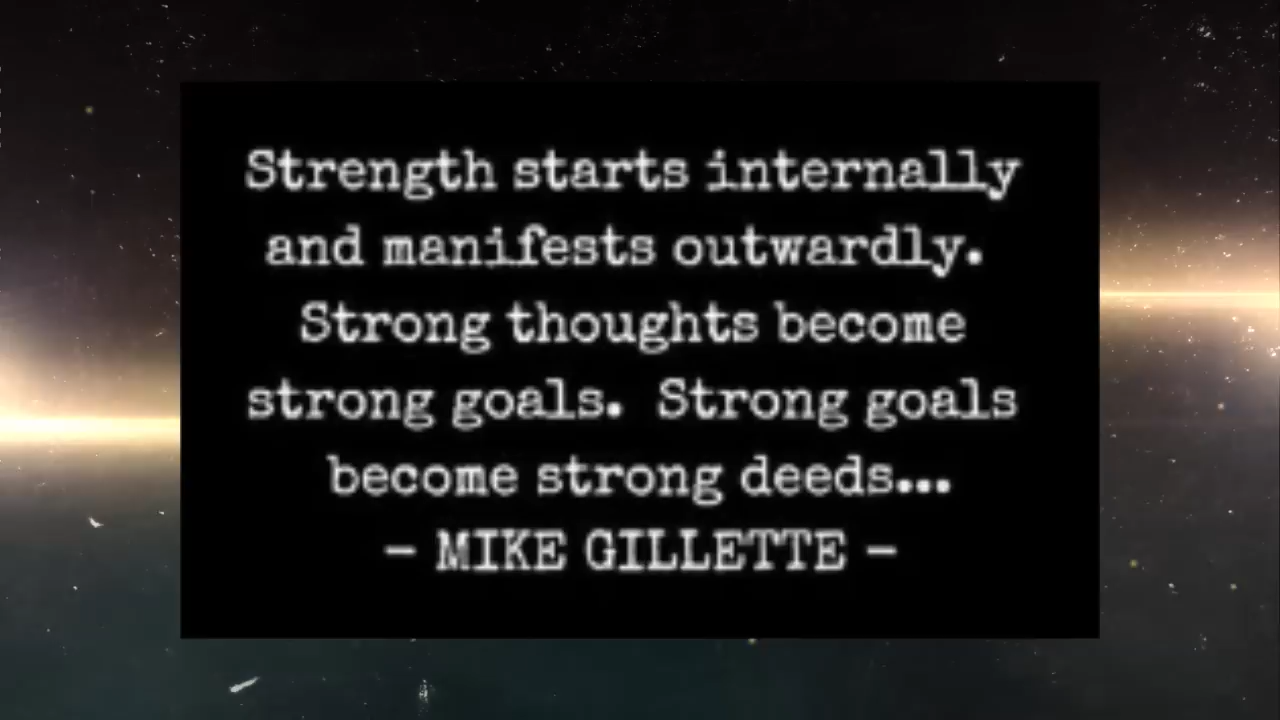 Strength starts internally
and manifests outwardly.
Strong thoughts become
strong goals.  Strong goals
become strong deeds...
– MIKE GILLETTE –